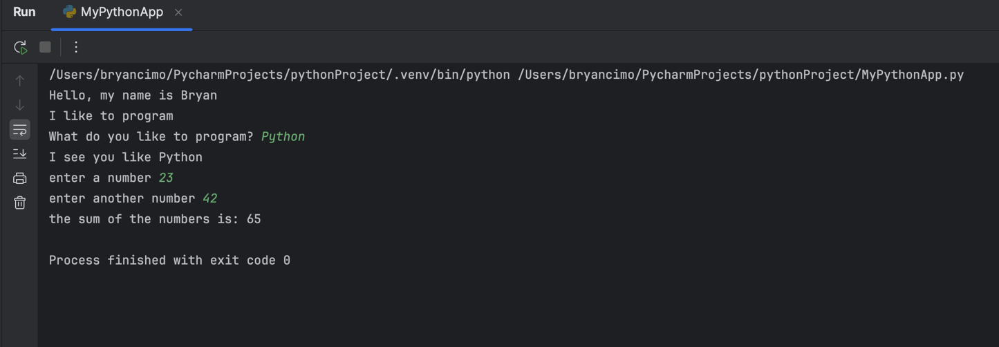 Run MyPythonApp
/Users/bryancimo/PycharmProjects/pythonProject/.venv/bin/python /Users/bryancimo/PycharmProjects/pythonProject/MyPythonApp.py
Hello, my name is Bryan
I like to program
What do you like to program? Python
I see you like Python
enter a number 23
enter another number 42
the sum of the numbers is: 65
Process finished with exit code 0